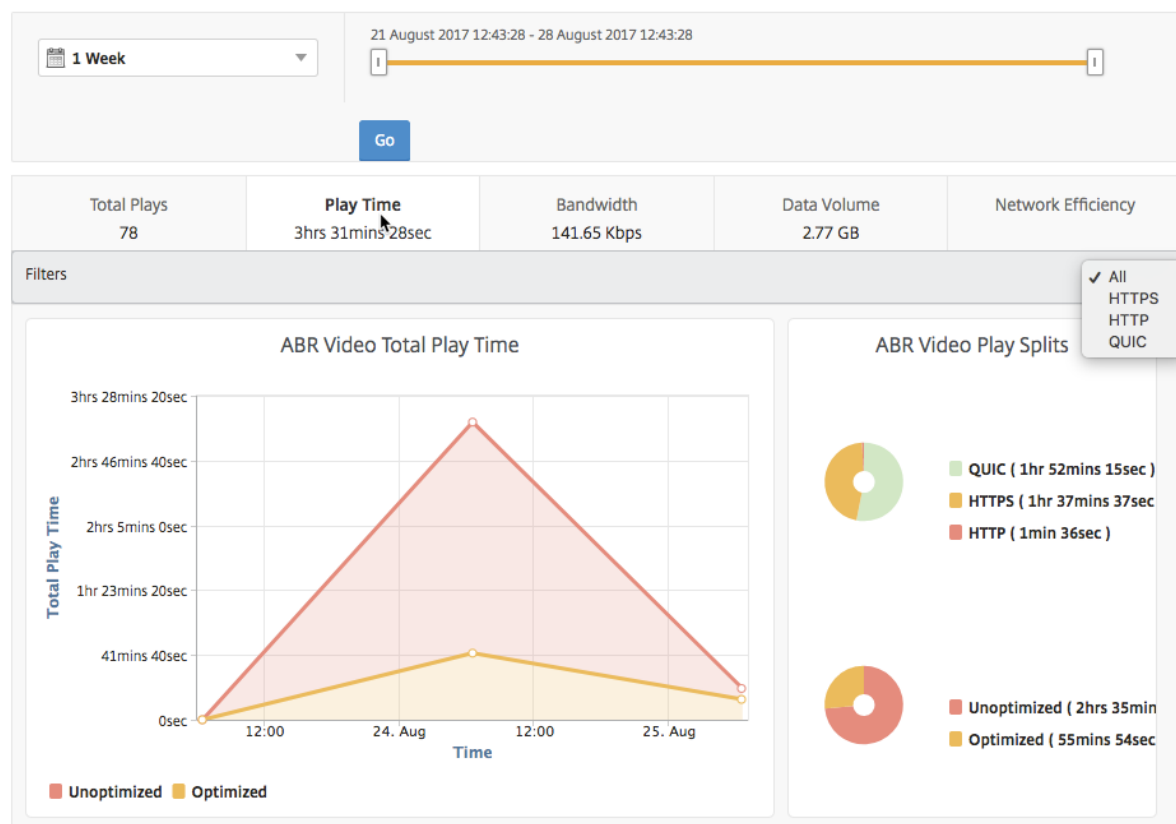 21 August 2017 12:43:28 - 28 August 2017 12:43:28
1 Week
Go
Total Plays
78
Play Time
3hrs 31mins 28sec
Bandwidth
141.65 Kbps
Data Volume
2.77 GB
Network Efficiency
Filters
All
HTTPS
HTTP
QUIC
ABR Video Total Play Time
3hrs 28mins 20sec
2hrs 46mins 40sec
2hrs 5mins 0sec
1hr 23mins 20sec
41mins 40sec
0sec
Total Play Time
12:00
24. Aug
12:00
25. Aug
Time
Unoptimized
Optimized
ABR Video Play Splits
QUIC ( 1hr 52mins 15sec )
HTTPS ( 1hr 37mins 37sec
HTTP ( 1min 36sec )
Unoptimized ( 2hrs 35min
Optimized ( 55mins 54sec